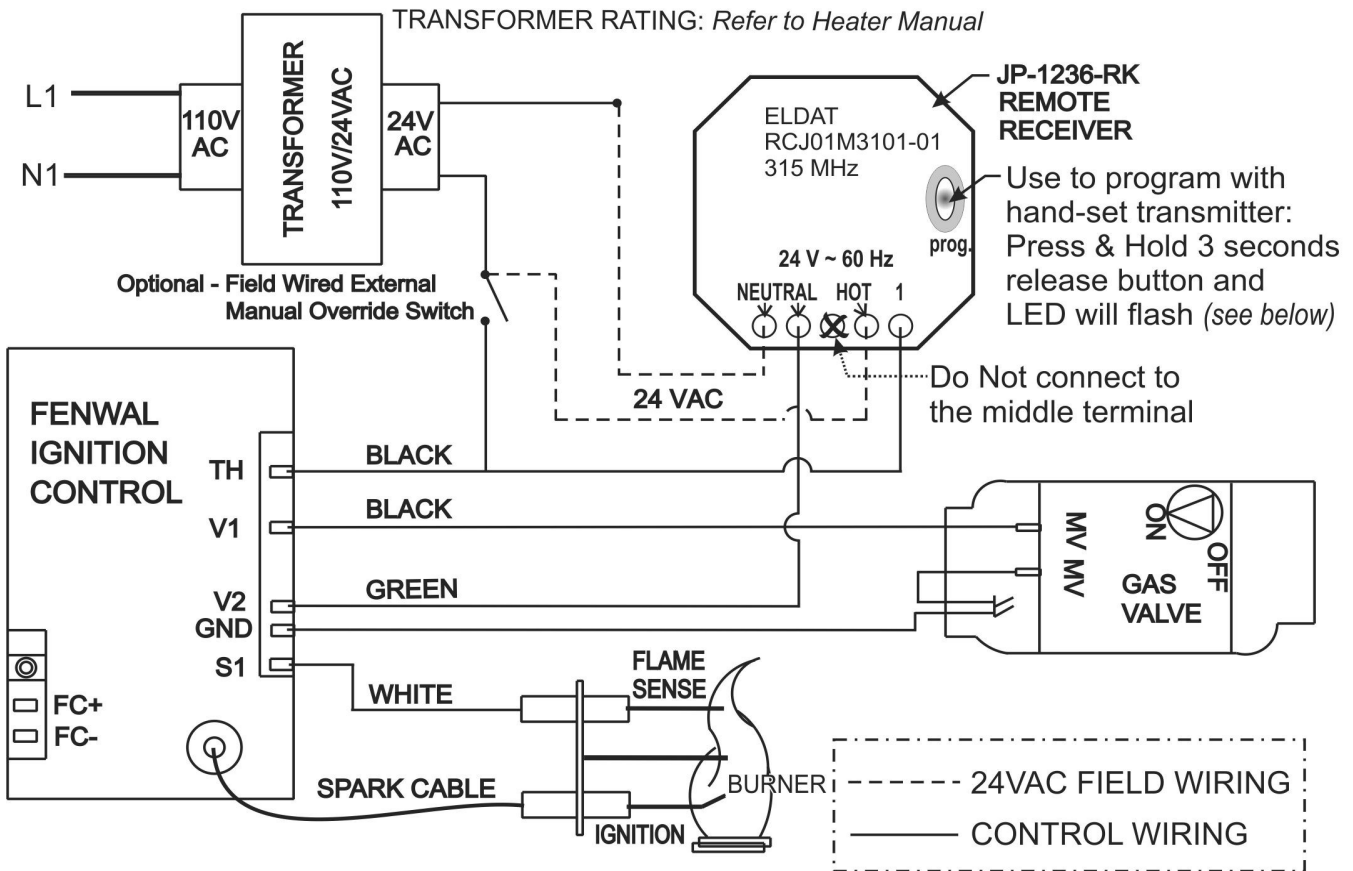 TRANSFORMER RATING: Refer to Heater Manual
L1
N1
110V
AC
TRANSFORMER
110V/24VAC
24V
AC
Optional - Field Wired External
Manual Override Switch
ELDAT
RCJ01M3101-01
315 MHz
prog.
24 V ~ 60 Hz
NEUTRAL HOT 1
JP-1236-RK
REMOTE
RECEIVER
Use to program with
hand-set transmitter:
Press & Hold 3 seconds
release button and
LED will flash (see below)
Do Not connect to
the middle terminal
24 VAC
FENWAL
IGNITION
CONTROL
TH
V1
V2
GND
S1
FC+
FC-
BLACK
BLACK
GREEN
WHITE
SPARK CABLE
FLAME
SENSE
IGNITION
BURNER
MV MV
ON
OFF
GAS
VALVE
24VAC FIELD WIRING
CONTROL WIRING